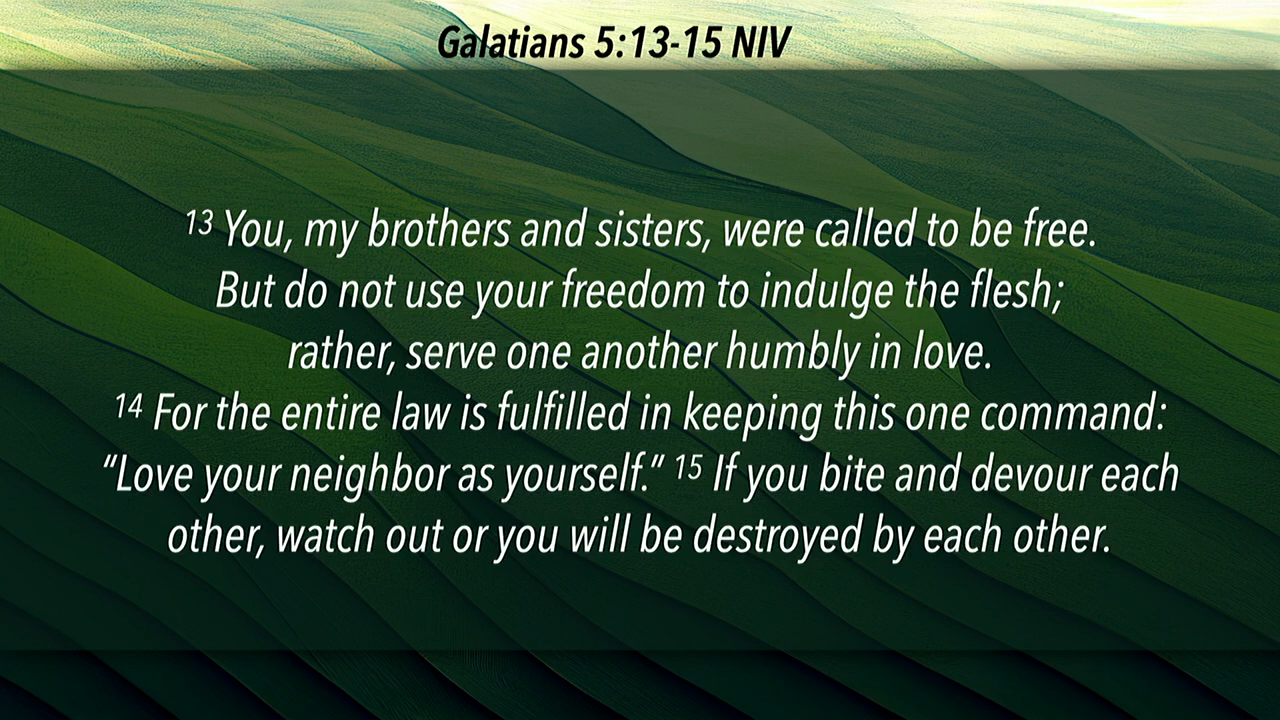 Galatians 5:13-15 NIV
13 You, my brothers and sisters, were called to be free.
But do not use your freedom to indulge the flesh;
rather, serve one another humbly in love.
14 For the entire law is fulfilled in keeping this one command:
“Love your neighbor as yourself.” 15 If you bite and devour each
other, watch out or you will be destroyed by each other.